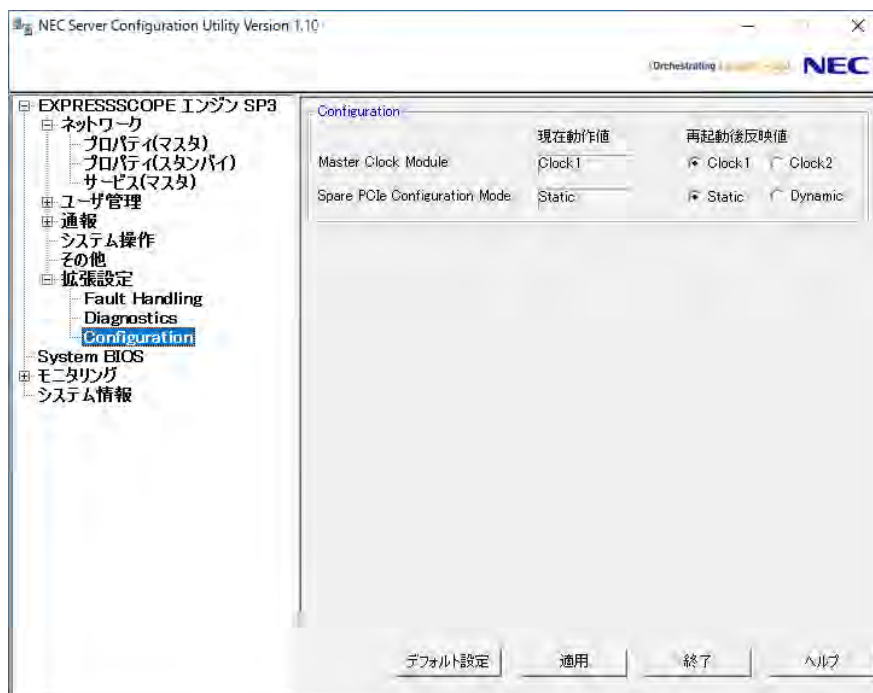 NEC Server Configuration Utility Version 1.10
Orchestrating
NEC
EXPRESSSCOPE エンジン SP3
ネットワーク
プロパティ(マスタ)
プロパティ(スタンバイ)
サービス(マスタ)
ユーザ管理
通報
システム操作
その他
拡張設定
Fault Handling
Diagnostics
Configuration
System BIOS
モニタリング
システム情報
Configuration
現在動作値 再起動後反映値
Master Clock Module Clock1 Clock1 Clock2
Spare PCIe Configuration Mode Static Static Dynamic
デフォルト設定 適用 終了 ヘルプ